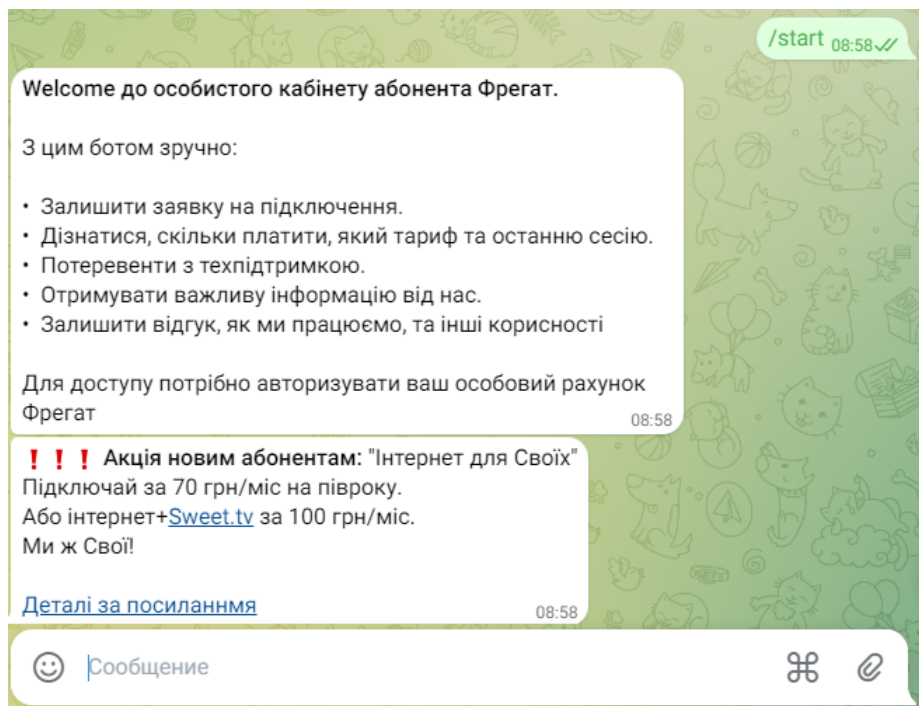 /start 08:58
Welcome до особистого кабінету абонента Фрегат.
З цим ботом зручно:
• Залишити заявку на підключення.
• Дізнатися, скільки платити, який тариф та останню сесію.
• Потеревенти з техпідтримкою.
• Отримувати важливу інформацію від нас.
• Залишити відгук, як ми працюємо, та інші корисності
Для доступу потрібно авторизувати ваш особовий рахунок
Фрегат
08:58
❗❗❗ Акція новим абонентам: "Інтернет для Своїх"
Підключай за 70 грн/міс на півроку.
Або інтернет+Sweet.tv за 100 грн/міс.
Ми ж Свої!
Деталі за посиланнмя
08:58
Сообщение